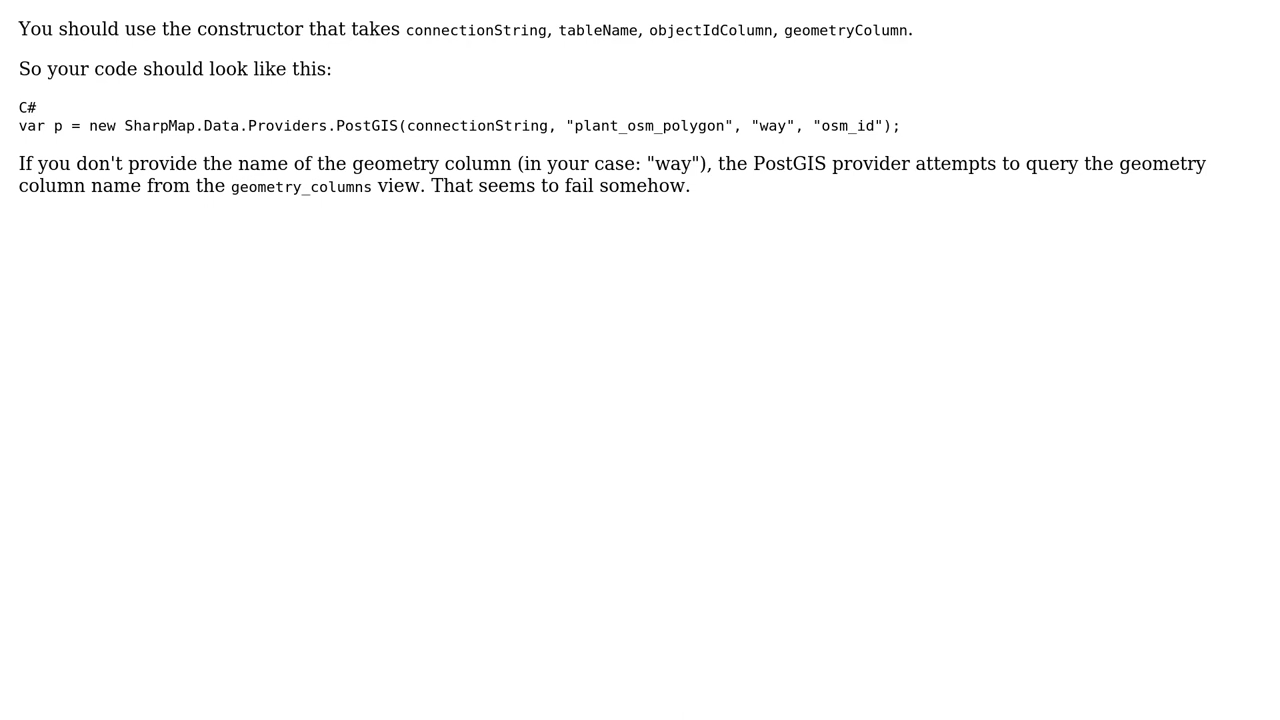 You should use the constructor that takes connectionString, tableName, objectIdColumn, geometryColumn.
So your code should look like this:
C#
var p = new SharpMap.Data.Providers.PostGIS(connectionString, "plant_osm_polygon", "way", "osm_id");
If you don't provide the name of the geometry column (in your case: "way"), the PostGIS provider attempts to query the geometry
column name from the geometry_columns view. That seems to fail somehow.